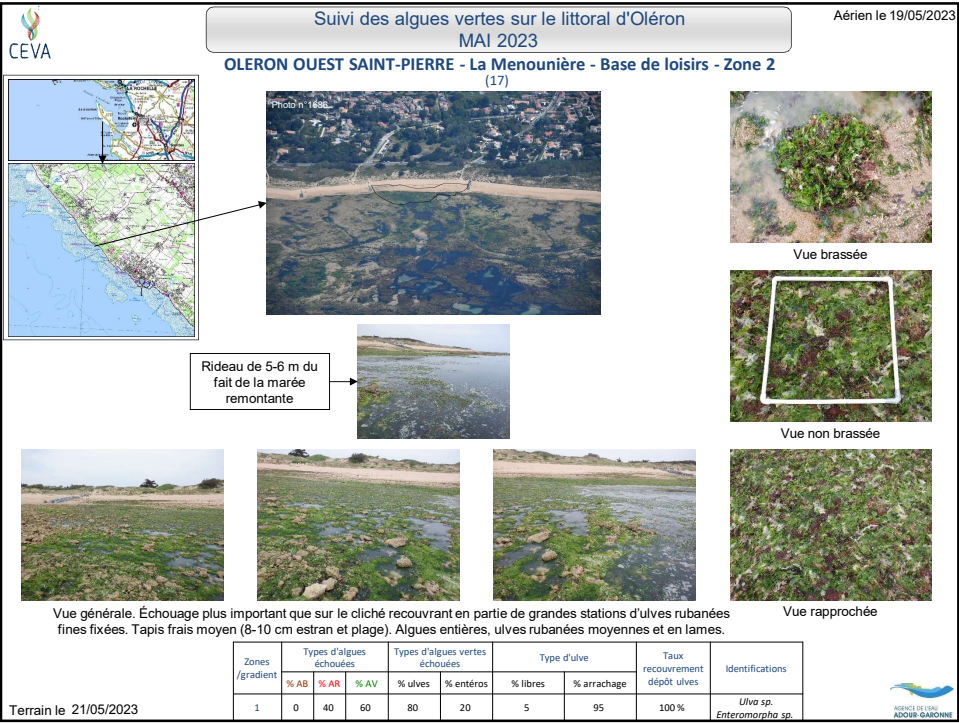 CEVA
Suivi des algues vertes sur le littoral d'Oléron
MAI 2023
Aérien le 19/05/2023
OLERON OUEST SAINT-PIERRE - La Menounière - Base de loisirs - Zone 2
(17)
Photo n°1686
LA ROCHELLE
Vue brassée
Rideau de 5-6 m du
fait de la marée
remontante
Vue non brassée
Vue rapprochée
Vue générale. Échouage plus important que sur le cliché recouvrant en partie de grandes stations d'ulves rubanées
fines fixées. Tapis frais moyen (8-10 cm estran et plage). Algues entières, ulves rubanées moyennes et en lames.
Zones
/gradient
Types d'algues
échouées
Types d'algues vertes
échouées
Type d'ulve
Taux
recouvrement
dépôt ulves
Identifications
% AB % AR % AV % ulves % entéros % libres % arrachage
1 0 40 60 80 20 5 95 100 % Ulva sp.
Enteromorpha sp.
Terrain le 21/05/2023
AGENCE DE L'EAU
ADOUR-GARONNE